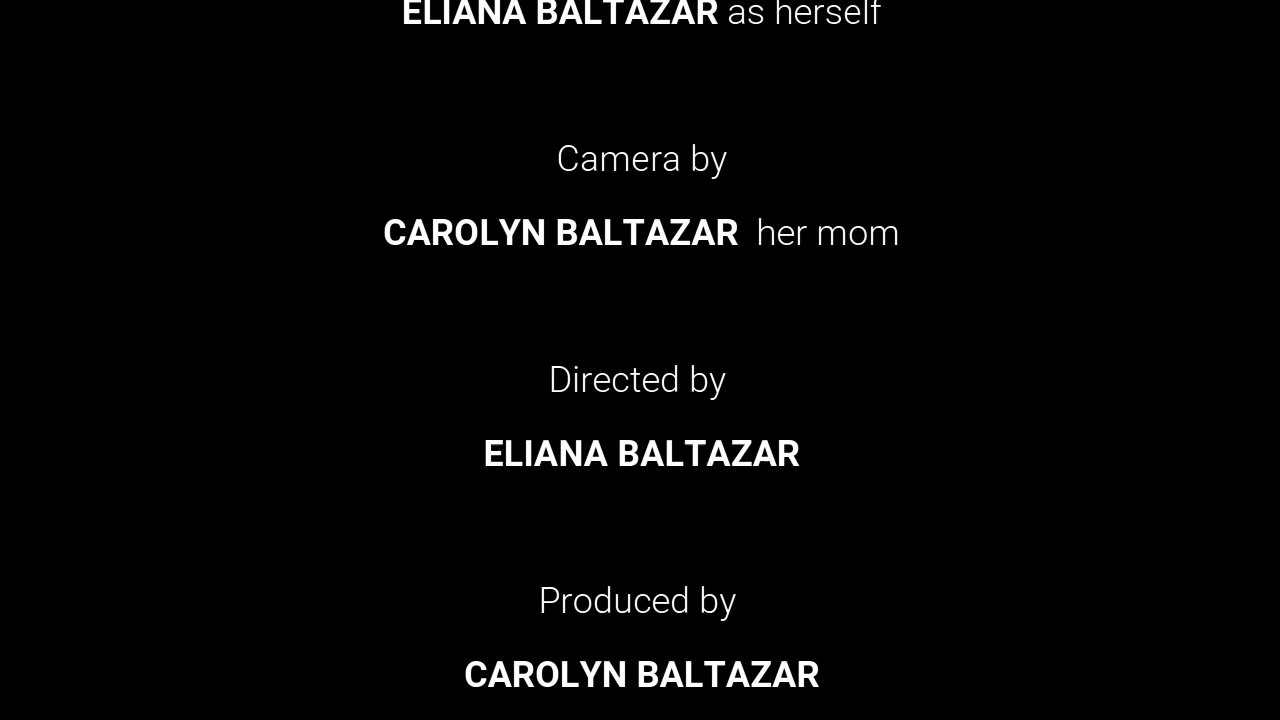 ELIANA BALTAZAR as herself
Camera by
CAROLYN BALTAZAR her mom
Directed by
ELIANA BALTAZAR
Produced by
CAROLYN BALTAZAR